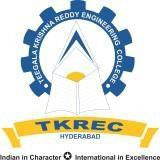 TEEGALA KRISHNA REDDY ENGINEERING COLLEGE
TKREC
HYDERABAD
Indian in Character International in Excellence